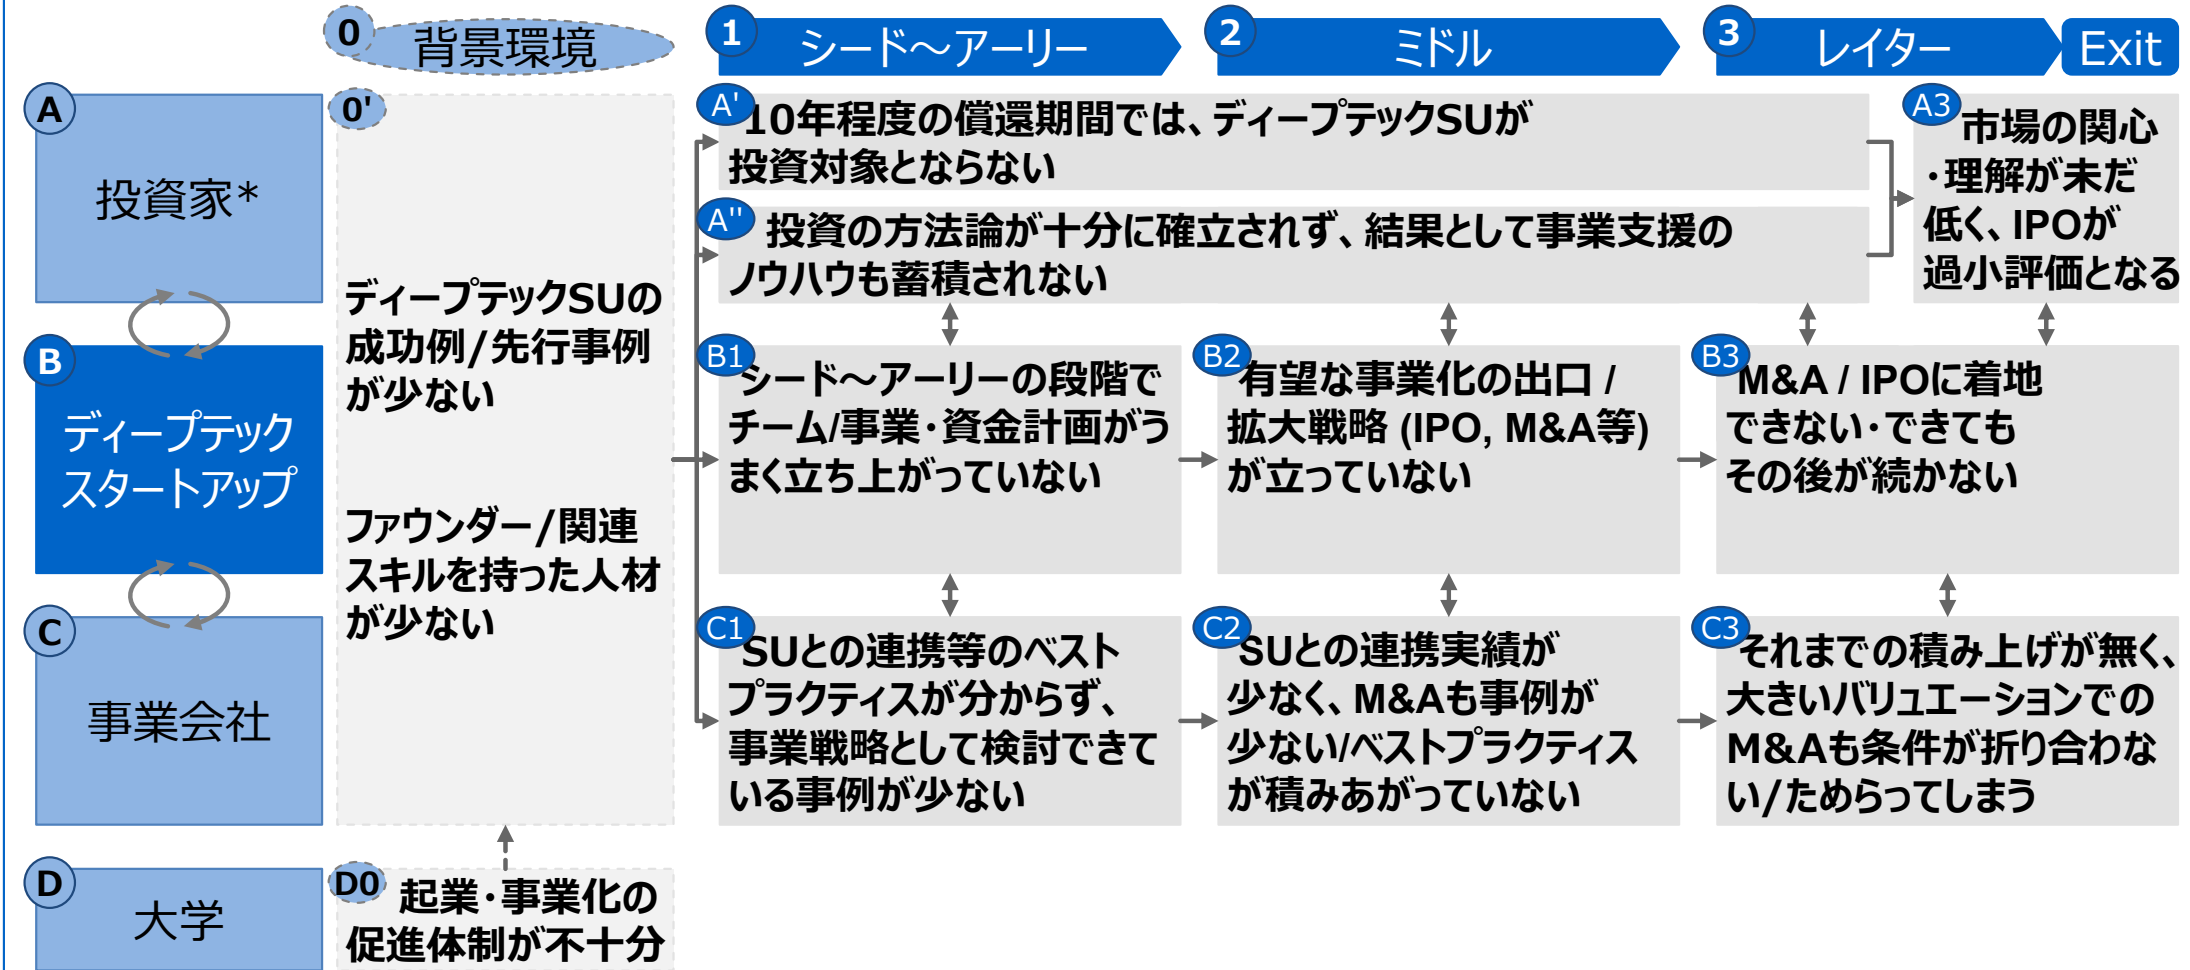 0
背景環境
1
シード～アーリー
2
ミドル
3
レイター
Exit
A
投資家*
B
ディープテック
スタートアップ
C
事業会社
D
大学
0'
ディープテックSUの
成功例/先行事例
が少ない
ファウンダー/関連
スキルを持った人材
が少ない
D0
起業・事業化の
促進体制が不十分
A'
10年程度の償還期間では、ディープテックSUが
投資対象とならない
A''
投資の方法論が十分に確立されず、結果として事業支援の
ノウハウも蓄積されない
A3
市場の関心
・理解が未だ
低く、IPOが
過小評価となる
B1
シード～アーリーの段階で
チーム/事業・資金計画がう
まく立ち上がっていない
B2
有望な事業化の出口 /
拡大戦略 (IPO, M&A等)
が立っていない
B3
M&A / IPOに着地
できない・できても
その後が続かない
C1
SUとの連携等のベスト
プラクティスが分からず、
事業戦略として検討できて
いる事例が少ない
C2
SUとの連携実績が
少なく、M&Aも事例が
少ない/ベストプラクティス
が積みあがっていない
C3
それまでの積み上げが無く、
大きいバリュエーションでの
M&Aも条件が折り合わな
い/ためらってしまう